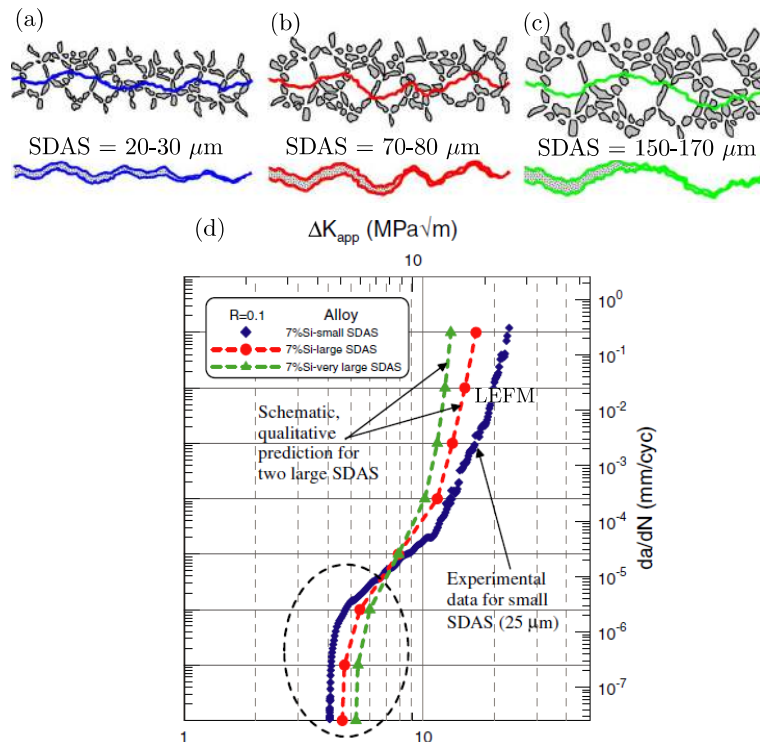 (a)
(b)
(c)
SDAS = 20-30 μm
SDAS = 70-80 μm
SDAS = 150-170 μm
(d)
ΔK_app (MPa√m)
10
R=0.1 Alloy
7%Si-small SDAS
7%Si-large SDAS
7%Si-very large SDAS
LEFM
Schematic,
qualitative
prediction for
two large SDAS
Experimental
data for small
SDAS (25 μm)
10^0
10^-1
10^-2
10^-3
10^-4
10^-5
10^-6
10^-7
da/dN (mm/cyc)
1
10